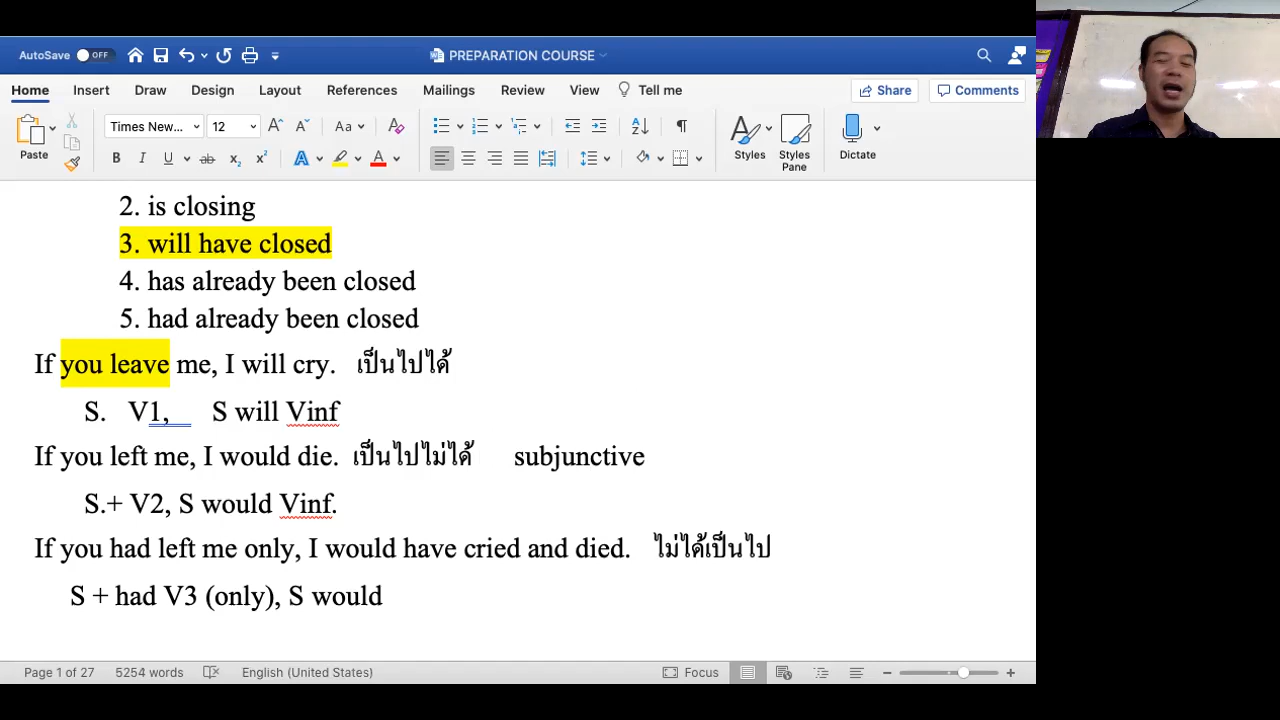 AutoSave OFF PREPARATION COURSE
Home Insert Draw Design Layout References Mailings Review View Tell me Share Comments
Paste Times New... 12 Aa Styles Styles Pane Dictate
2. is closing
3. will have closed
4. has already been closed
5. had already been closed
If you leave me, I will cry. เป็นไปได้
S. V1, S will Vinf
If you left me, I would die. เป็นไปไม่ได้ subjunctive
S.+ V2, S would Vinf.
If you had left me only, I would have cried and died. ไม่ได้เป็นไป
S + had V3 (only), S would
Page 1 of 27 5254 words English (United States) Focus